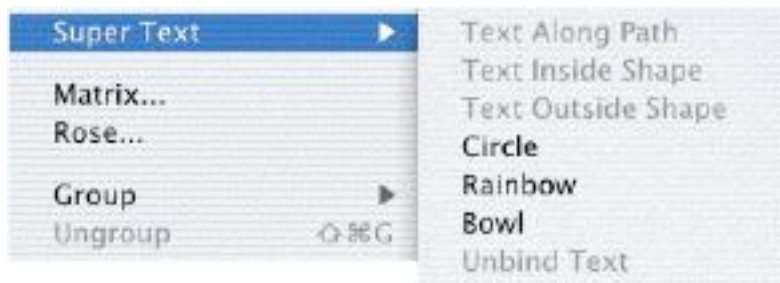 Super Text ▶
Matrix...
Rose...
Group ▶
Ungroup ⇧⌘G
Text Along Path
Text Inside Shape
Text Outside Shape
Circle
Rainbow
Bowl
Unbind Text